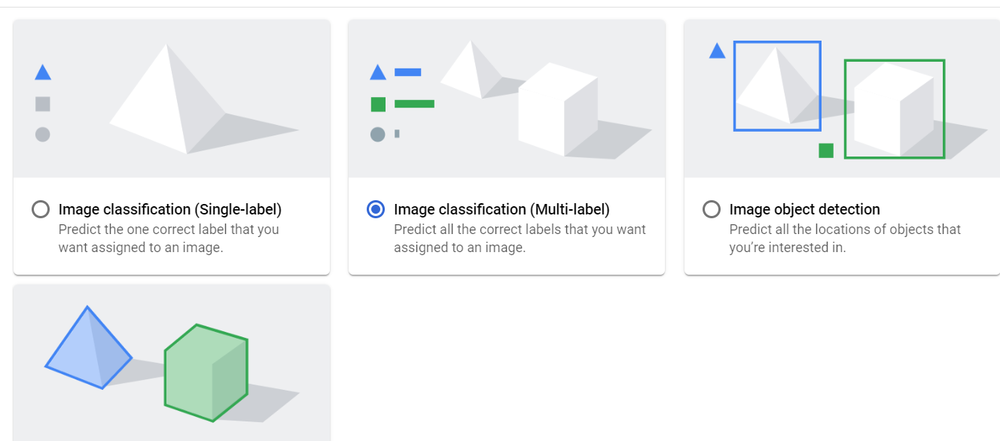 Image classification (Single-label)
Predict the one correct label that you
want assigned to an image.
Image classification (Multi-label)
Predict all the correct labels that you want
assigned to an image.
Image object detection
Predict all the locations of objects that
you’re interested in.